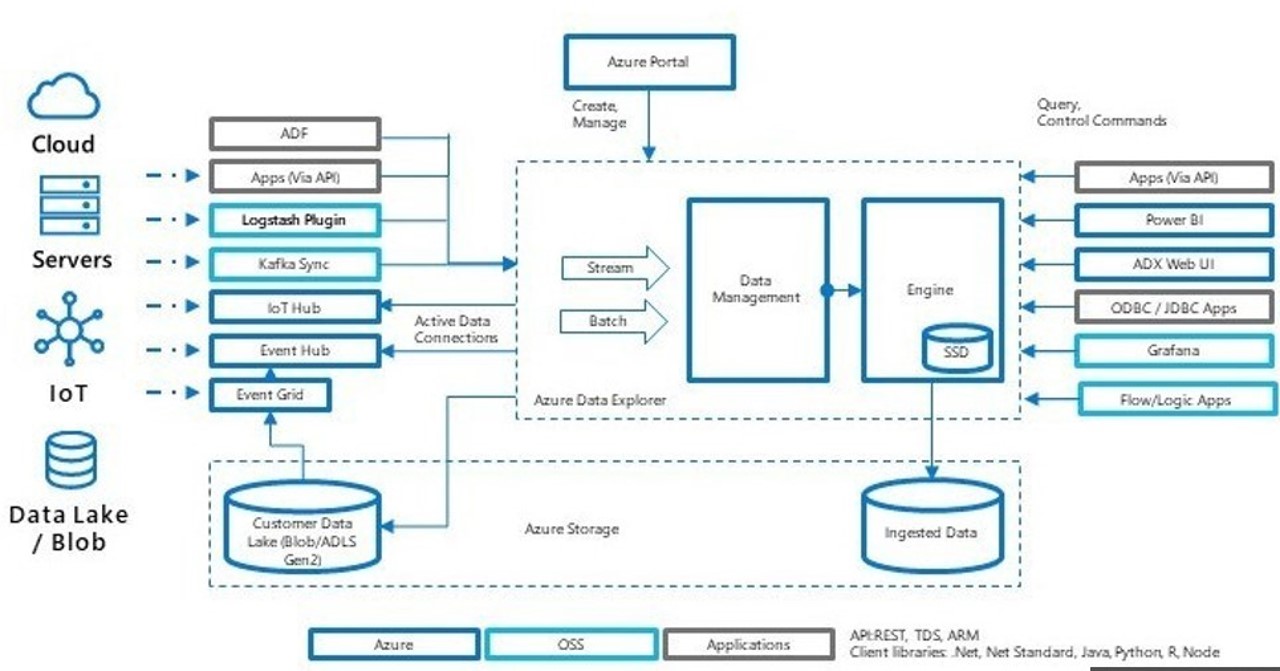 Azure Portal
Create,
Manage
Query,
Control Commands
Cloud
Servers
IoT
Data Lake
/ Blob
ADF
Apps (Via API)
Logstash Plugin
Kafka Sync
IoT Hub
Event Hub
Event Grid
Active Data
Connections
Stream
Batch
Data
Management
Engine
SSD
Azure Data Explorer
Apps (Via API)
Power BI
ADX Web UI
ODBC / JDBC Apps
Grafana
Flow/Logic Apps
Customer Data
Lake (Blob/ADLS
Gen2)
Azure Storage
Ingested Data
Azure
OSS
Applications
API:REST, TDS, ARM
Client libraries: .Net, Net Standard, Java, Python, R, Node